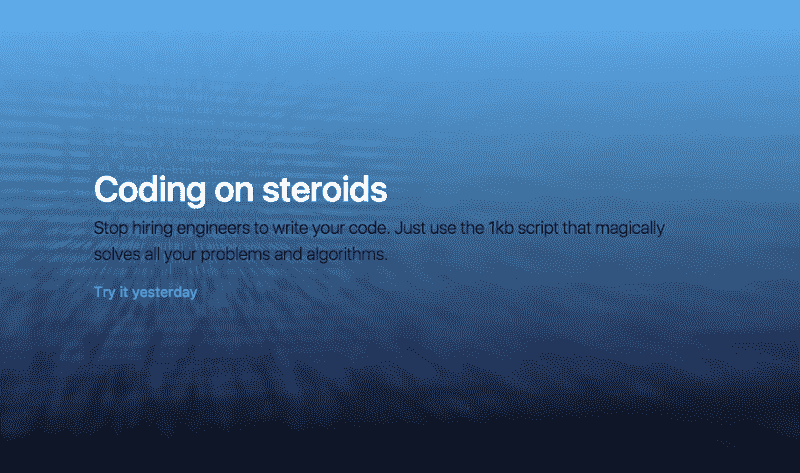 Coding on steroids
Stop hiring engineers to write your code. Just use the 1kb script that magically
solves all your problems and algorithms.
Try it yesterday